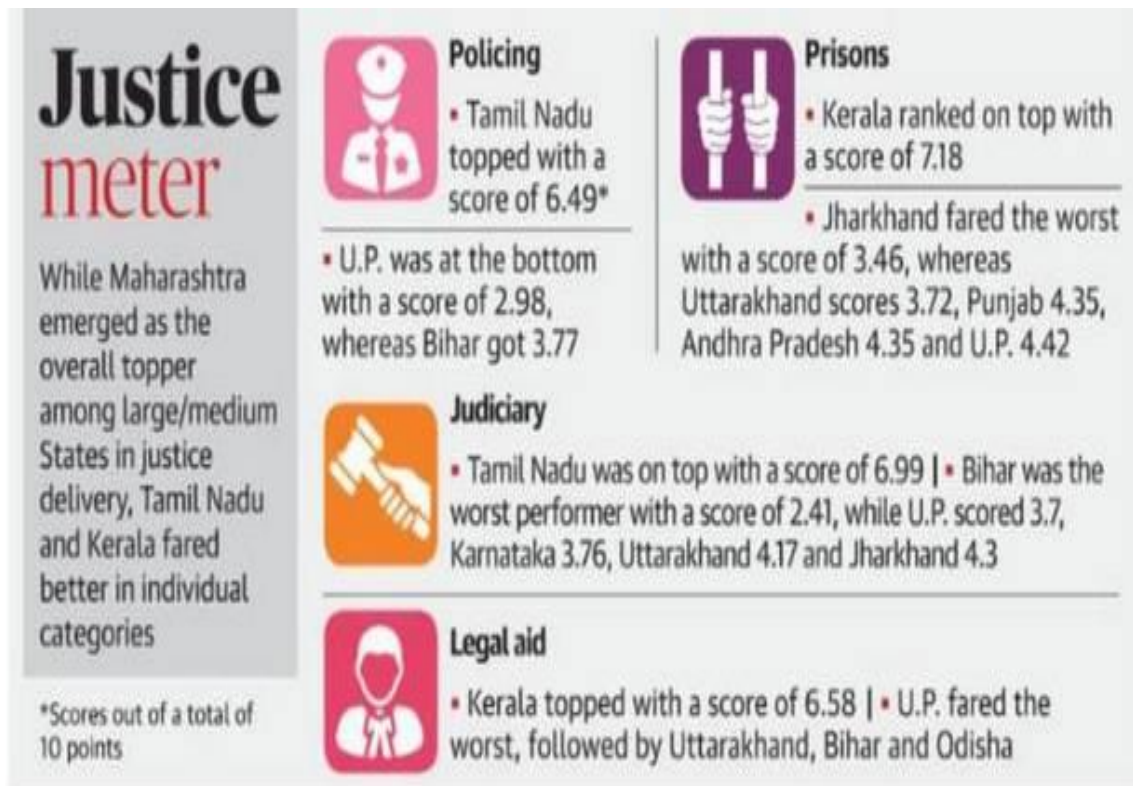 Justice
meter
While Maharashtra
emerged as the
overall topper
among large/medium
States in justice
delivery, Tamil Nadu
and Kerala fared
better in individual
categories
*Scores out of a total of
10 points
Policing
▪ Tamil Nadu
topped with a
score of 6.49*
▪ U.P. was at the bottom
with a score of 2.98,
whereas Bihar got 3.77
Prisons
▪ Kerala ranked on top with
a score of 7.18
▪ Jharkhand fared the worst
with a score of 3.46, whereas
Uttarakhand scores 3.72, Punjab 4.35,
Andhra Pradesh 4.35 and U.P. 4.42
Judiciary
▪ Tamil Nadu was on top with a score of 6.99 | ▪ Bihar was the
worst performer with a score of 2.41, while U.P. scored 3.7,
Karnataka 3.76, Uttarakhand 4.17 and Jharkhand 4.3
Legal aid
▪ Kerala topped with a score of 6.58 | ▪ U.P. fared the
worst, followed by Uttarakhand, Bihar and Odisha